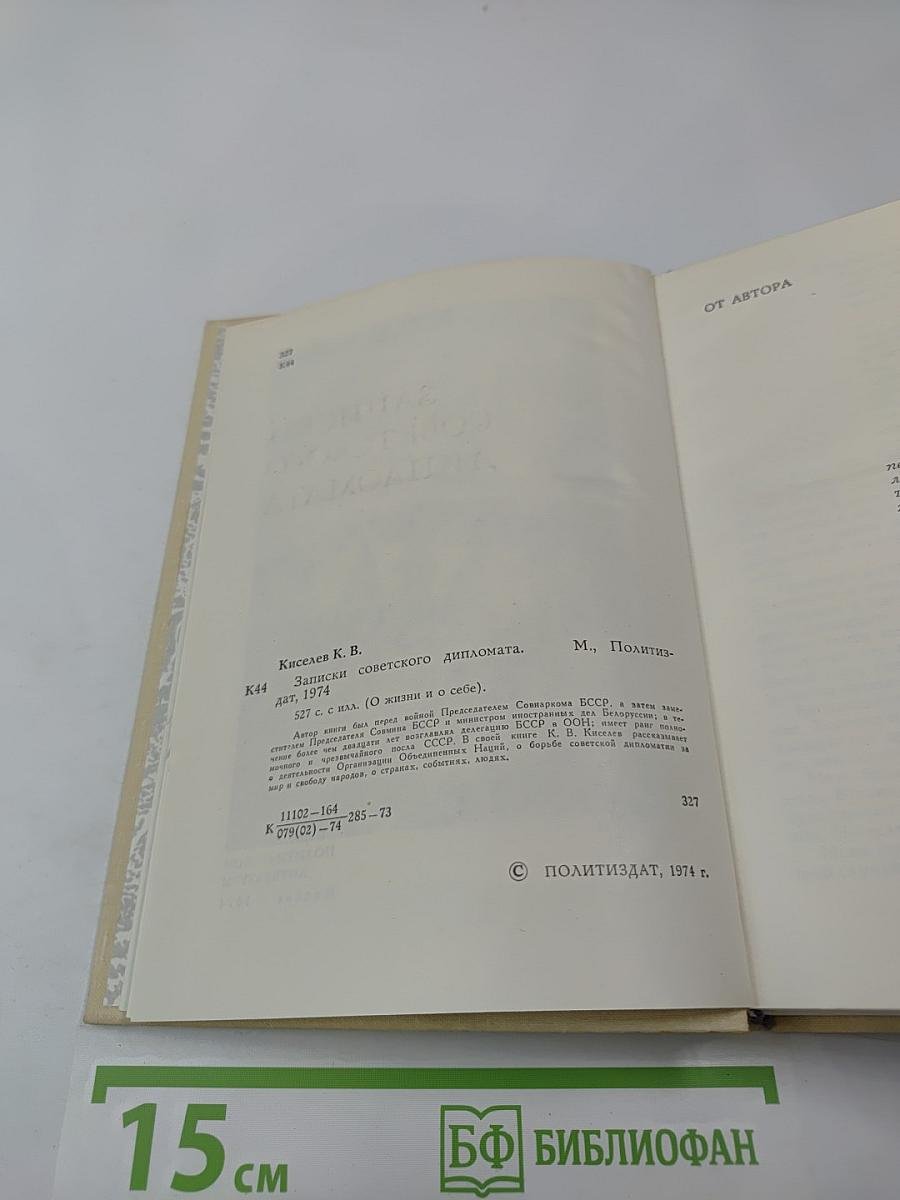 327
К44
Киселев К. В.
К44 Записки советского дипломата. М., Политиз-
дат, 1974
527 с. с илл. (О жизни и о себе).
Автор книги был перед войной Председателем Совнаркома БССР, а затем заме-
стителем Председателя Совмина БССР и министром иностранных дел Белоруссии; в те-
чение более чем двадцати лет возглавлял делегацию БССР в ООН; имеет ранг полно-
мочного и чрезвычайного посла СССР. В своей книге К. В. Киселев рассказывает
о деятельности Организации Объединенных Наций, о борьбе советской дипломатии за
мир и свободу народов, о странах, событиях, людях.
К 11102—164
079(02)—74 285—73
327
© ПОЛИТИЗДАТ, 1974 г.
ОТ АВТОРА
15 см
БФ БИБЛИОФАН